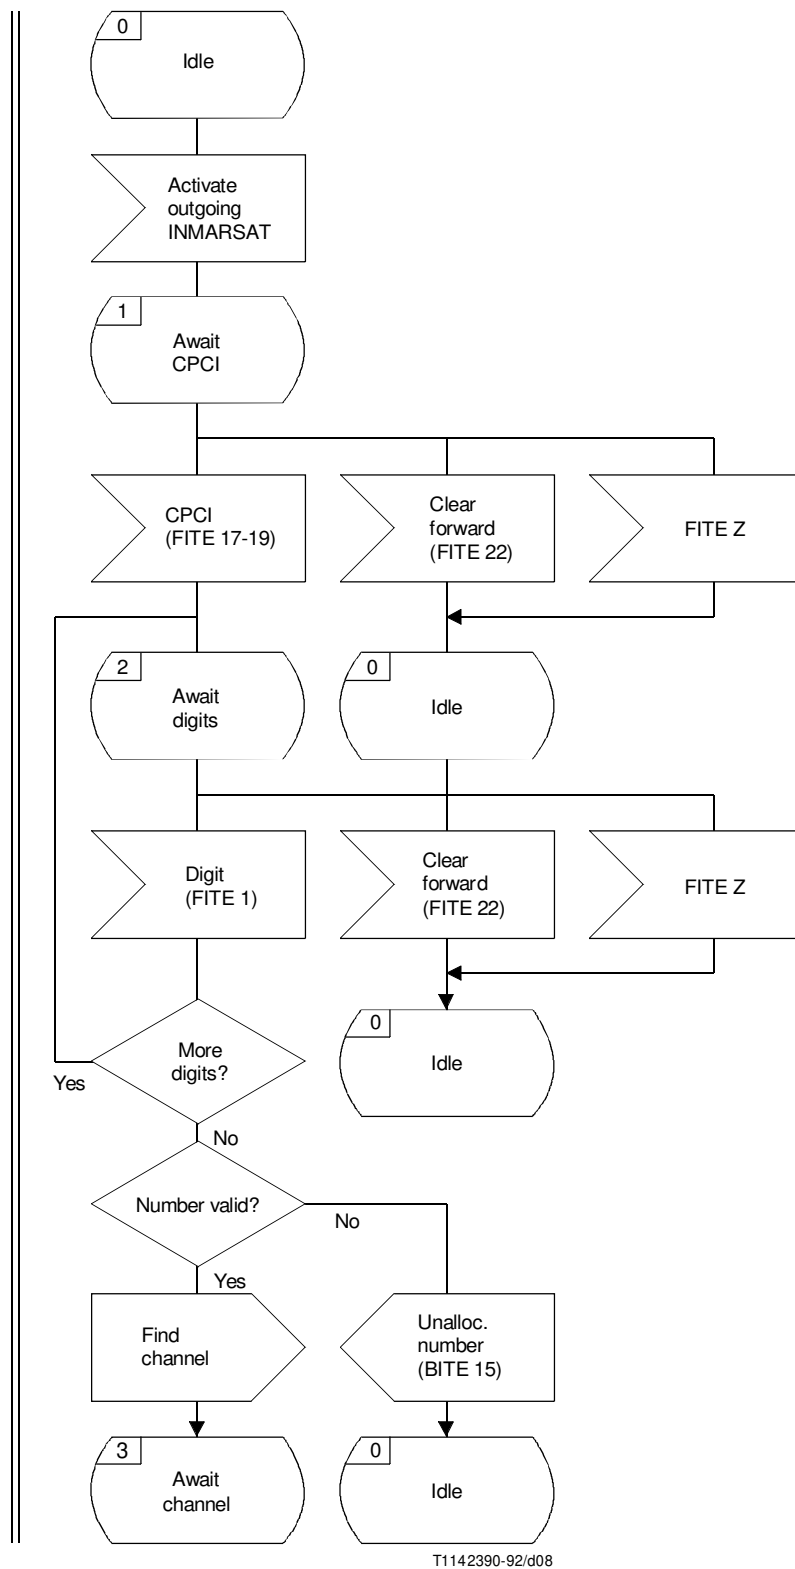 0
Idle
Activate
outgoing
INMARSAT
1
Await
CPCI
CPCI
(FITE 17-19)
Clear
forward
(FITE 22)
FITE Z
2
Await
digits
0
Idle
Digit
(FITE 1)
Clear
forward
(FITE 22)
FITE Z
More
digits?
Yes
No
0
Idle
Number valid?
No
Yes
Find
channel
Unalloc.
number
(BITE 15)
3
Await
channel
0
Idle
T1142390-92/d08